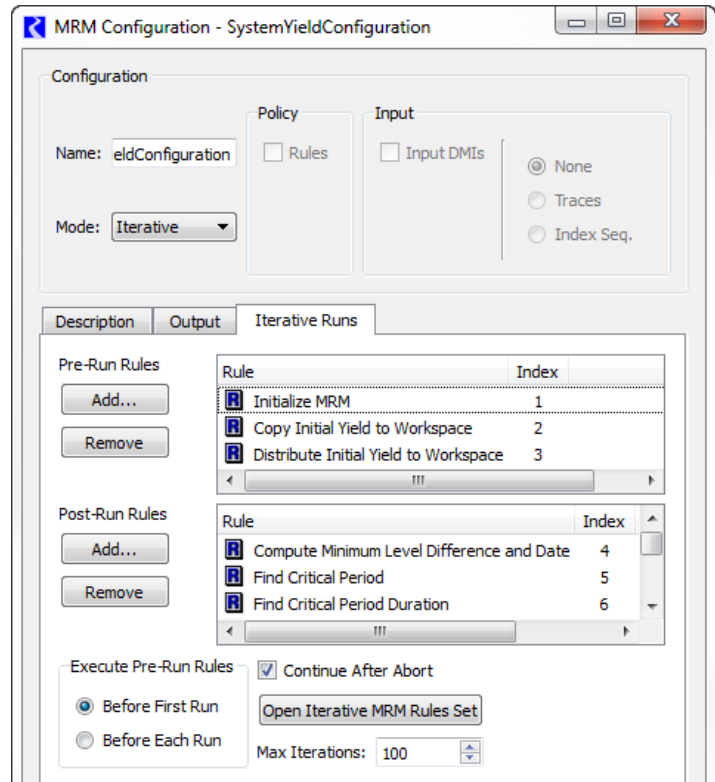 MRM Configuration - SystemYieldConfiguration
Configuration
Policy
Input
Name: eldConfiguration
Rules
Input DMIs
None
Traces
Mode: Iterative
Index Seq.
Description Output Iterative Runs
Pre-Run Rules
Add...
Remove
Rule Index
R Initialize MRM 1
R Copy Initial Yield to Workspace 2
R Distribute Initial Yield to Workspace 3
Post-Run Rules
Add...
Remove
Rule Index
R Compute Minimum Level Difference and Date 4
R Find Critical Period 5
R Find Critical Period Duration 6
Execute Pre-Run Rules
Before First Run
Before Each Run
Continue After Abort
Open Iterative MRM Rules Set
Max Iterations: 100